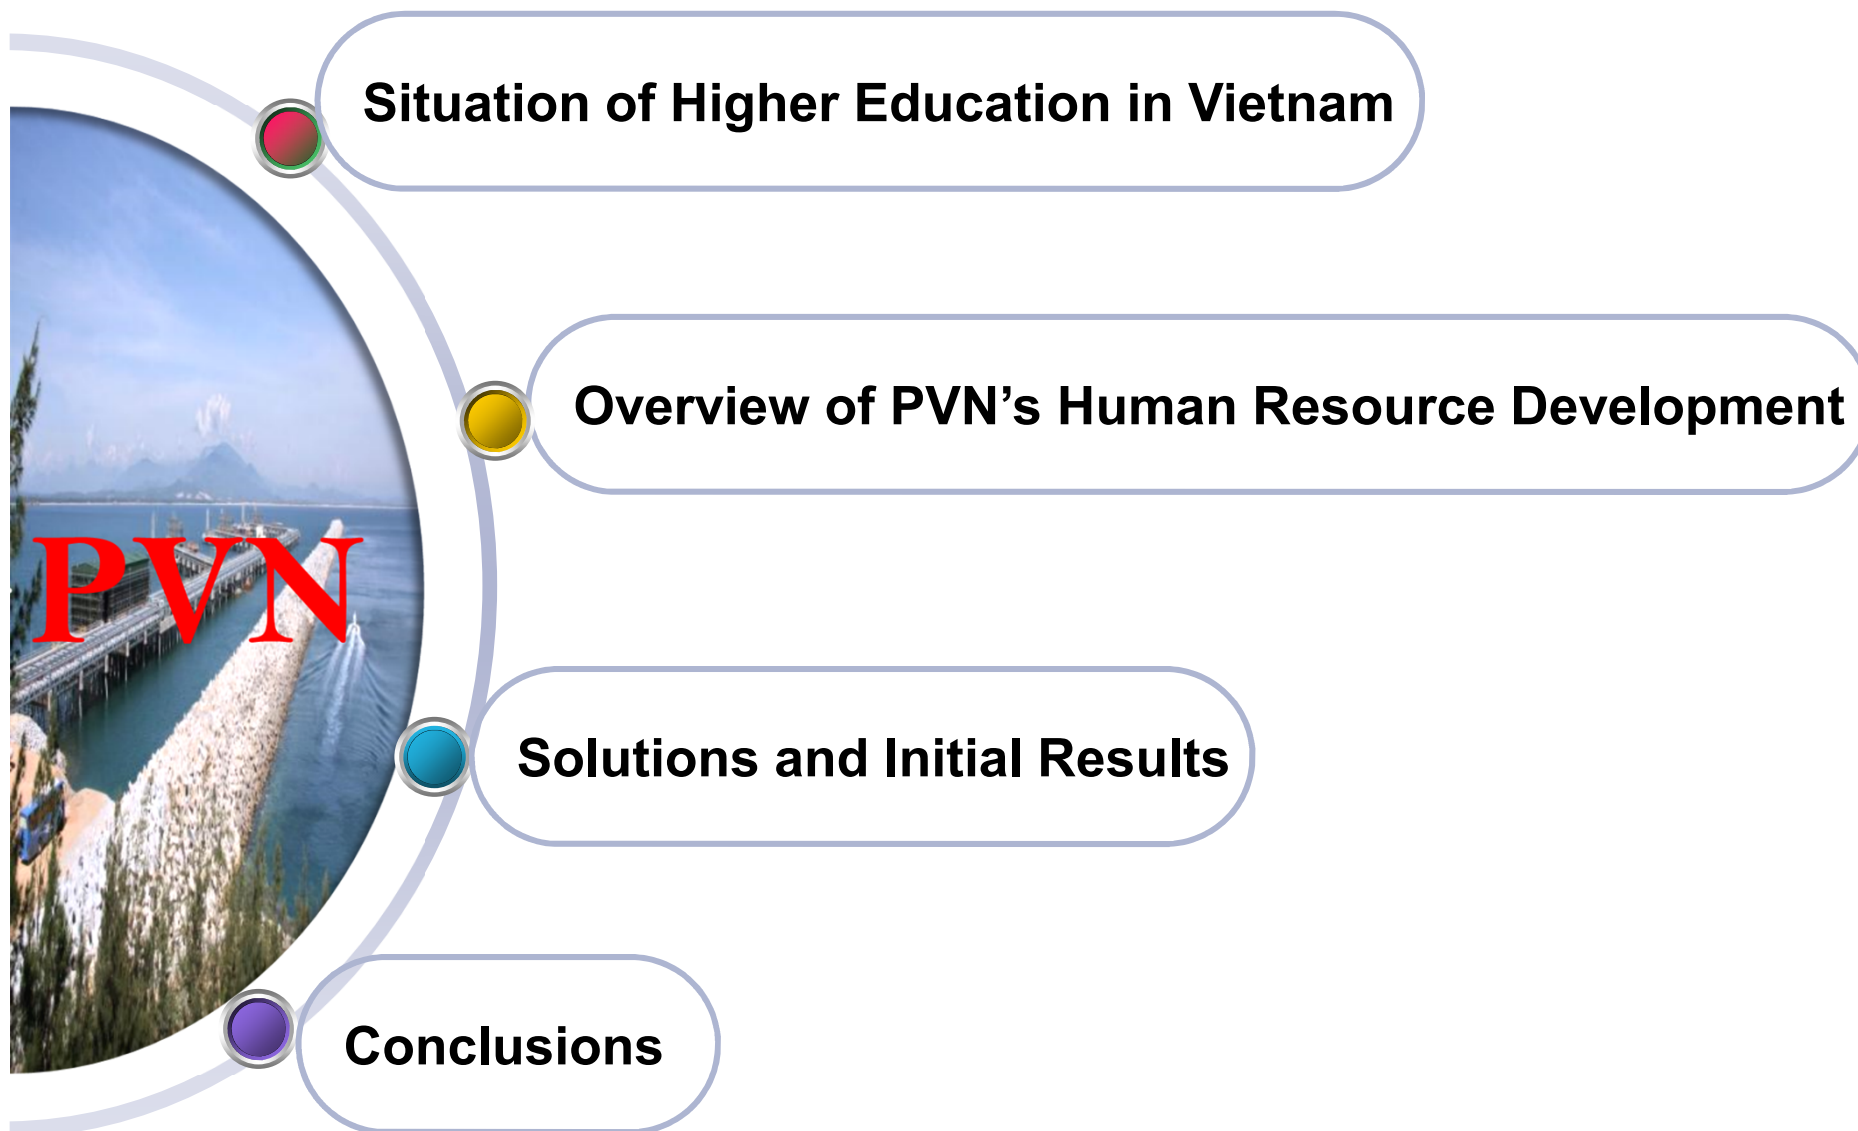 Situation of Higher Education in Vietnam
Overview of PVN’s Human Resource Development
PVN
Solutions and Initial Results
Conclusions